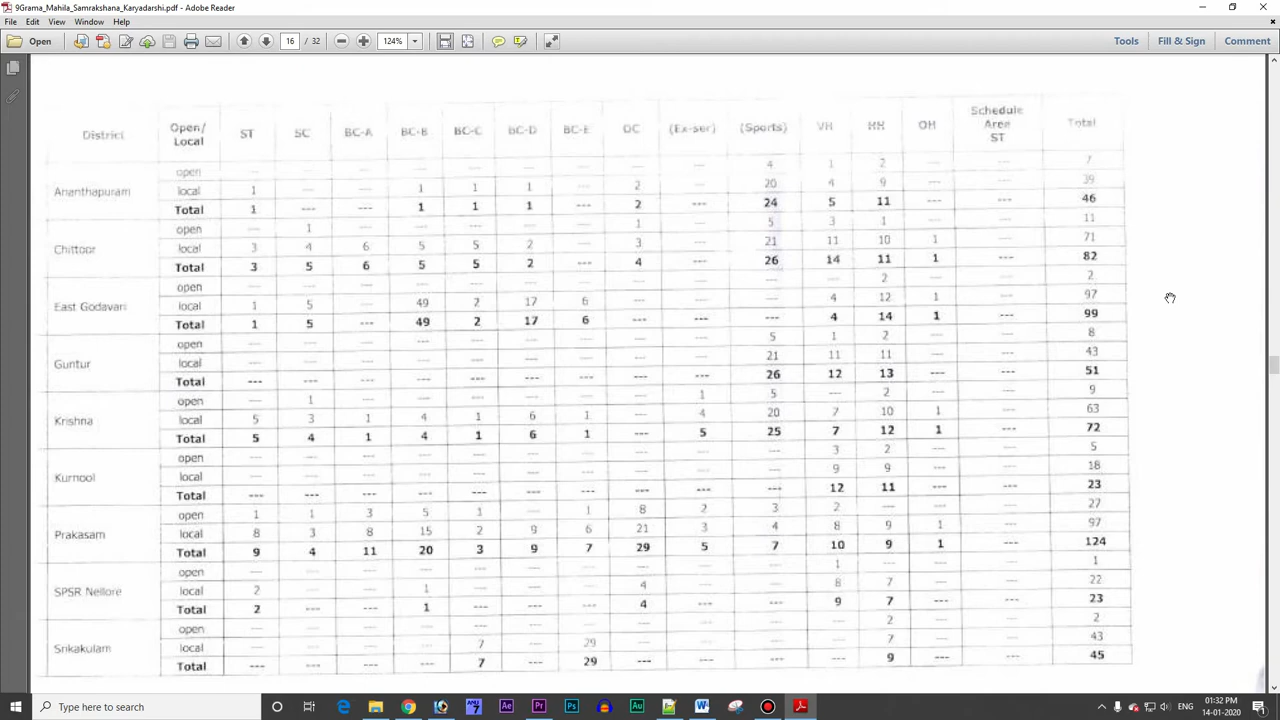 9Grama_Mahila_Samrakshana_Karyadarshi.pdf - Adobe Reader
File Edit View Window Help
Open 16 / 32 124% Tools Fill & Sign Comment
District Open/ Local ST SC BC-A BC-B BC-C BC-D BC-E OC (Ex-ser) (Sports) VH HH OH Schedule Area ST Total
open --- --- --- --- --- --- --- --- --- 4 1 2 --- --- 7
Ananthapuram local 1 --- --- 1 1 1 --- 2 --- 20 4 9 --- --- 39
Total 1 --- --- 1 1 1 --- 2 --- 24 5 11 --- --- 46
open --- 1 --- --- --- --- --- 1 --- 5 3 1 --- --- 11
Chittoor local 3 4 6 5 5 2 --- 3 --- 21 11 10 1 --- 71
Total 3 5 6 5 5 2 --- 4 --- 26 14 11 1 --- 82
open --- --- --- --- --- --- --- --- --- --- --- 2 --- --- 2
East Godavari local 1 5 --- 49 2 17 6 --- --- --- 4 12 1 --- 97
Total 1 5 --- 49 2 17 6 --- --- --- 4 14 1 --- 99
open --- --- --- --- --- --- --- --- --- 5 1 2 --- --- 8
Guntur local --- --- --- --- --- --- --- --- --- 21 11 11 --- --- 43
Total --- --- --- --- --- --- --- --- --- 26 12 13 --- --- 51
open --- 1 --- --- --- --- --- --- 1 5 --- 2 --- --- 9
Krishna local 5 3 1 4 1 6 1 --- 4 20 7 10 1 --- 63
Total 5 4 1 4 1 6 1 --- 5 25 7 12 1 --- 72
open --- --- --- --- --- --- --- --- --- --- 3 2 --- --- 5
Kurnool local --- --- --- --- --- --- --- --- --- --- 9 9 --- --- 18
Total --- --- --- --- --- --- --- --- --- --- 12 11 --- --- 23
open 1 1 3 5 1 --- 1 8 2 3 2 --- --- --- 27
Prakasam local 8 3 8 15 2 9 6 21 3 4 8 9 1 --- 97
Total 9 4 11 20 3 9 7 29 5 7 10 9 1 --- 124
open --- --- --- --- --- --- --- --- --- --- 1 --- --- --- 1
SPSR Nellore local 2 --- --- 1 --- --- --- 4 --- --- 8 7 --- --- 22
Total 2 --- --- 1 --- --- --- 4 --- --- 9 7 --- --- 23
open --- --- --- --- --- --- --- --- --- --- --- 2 --- --- 2
Srikakulam local --- --- --- --- 7 --- 29 --- --- --- --- 7 --- --- 43
Total --- --- --- --- 7 --- 29 --- --- --- --- 9 --- --- 45
Type here to search ENG 01:32 PM
14-01-2020